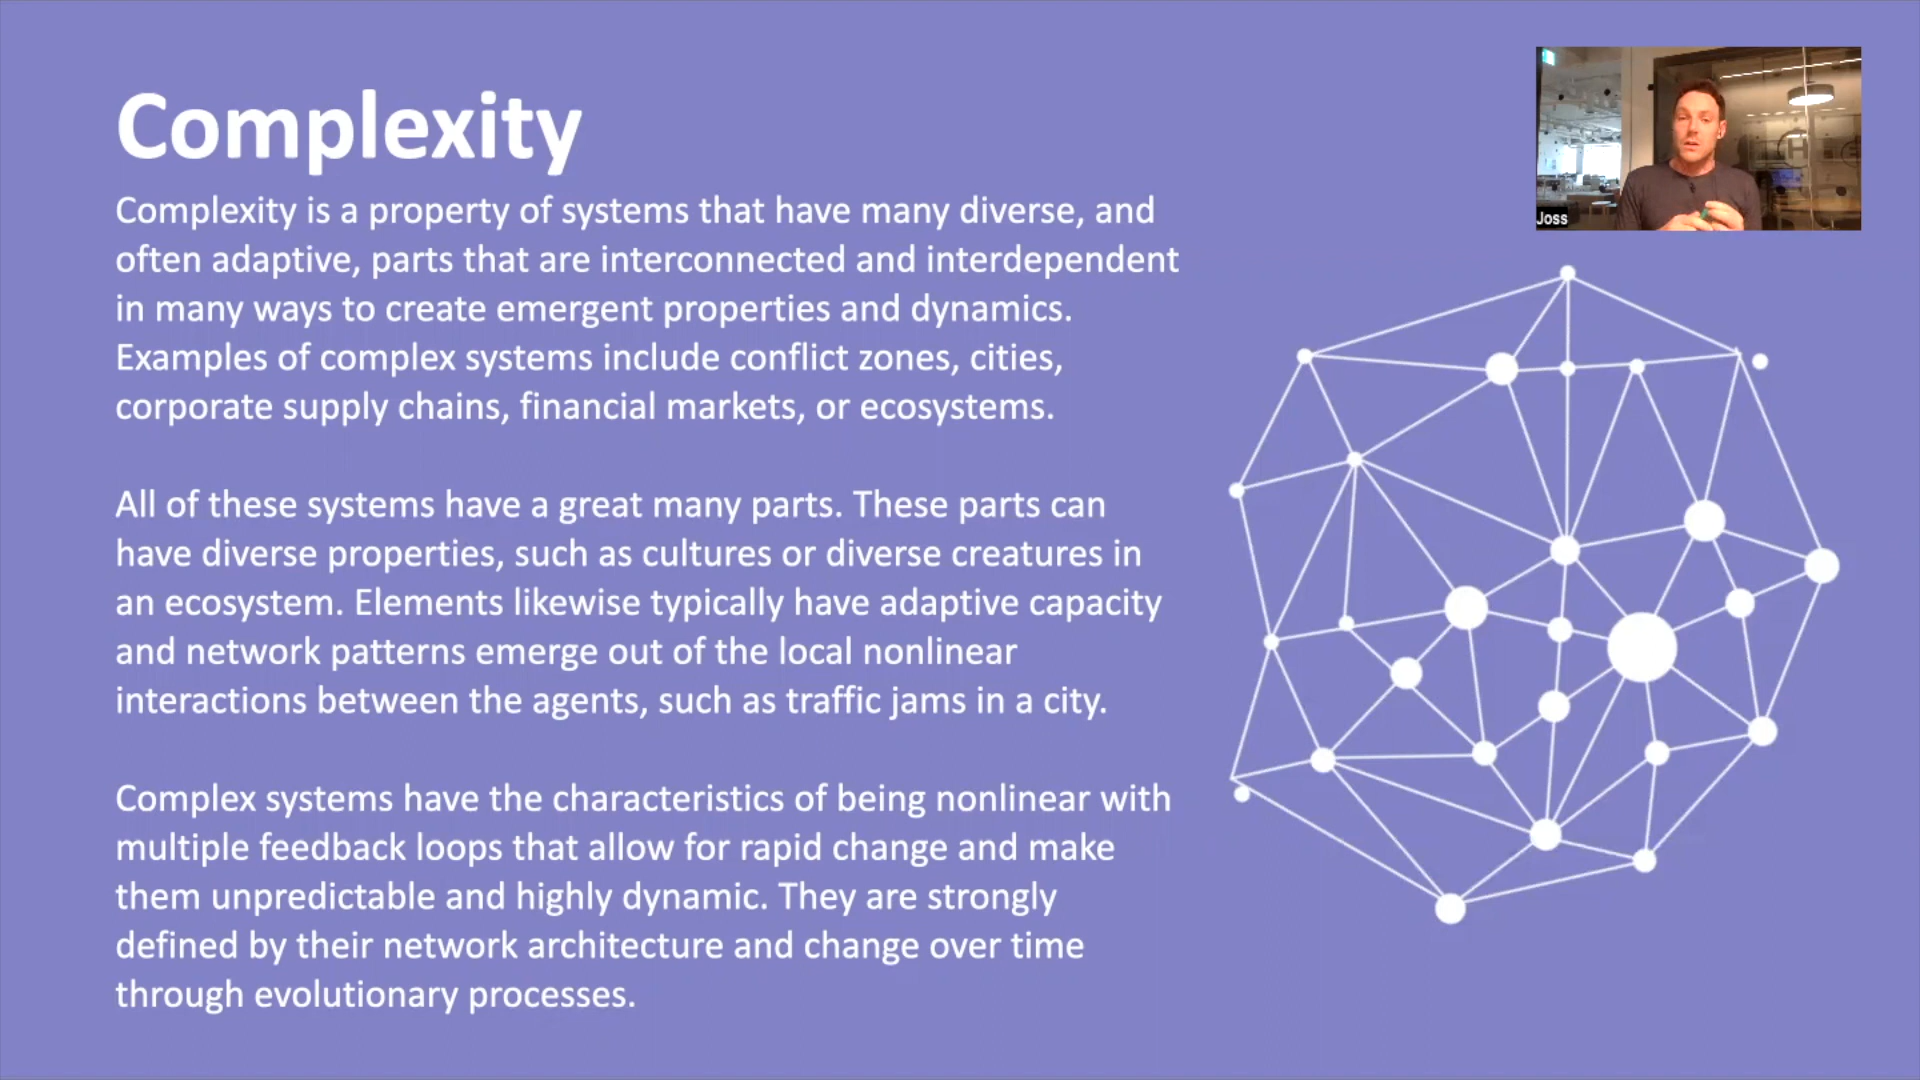 Complexity
Complexity is a property of systems that have many diverse, and
often adaptive, parts that are interconnected and interdependent
in many ways to create emergent properties and dynamics.
Examples of complex systems include conflict zones, cities,
corporate supply chains, financial markets, or ecosystems.
All of these systems have a great many parts. These parts can
have diverse properties, such as cultures or diverse creatures in
an ecosystem. Elements likewise typically have adaptive capacity
and network patterns emerge out of the local nonlinear
interactions between the agents, such as traffic jams in a city.
Complex systems have the characteristics of being nonlinear with
multiple feedback loops that allow for rapid change and make
them unpredictable and highly dynamic. They are strongly
defined by their network architecture and change over time
through evolutionary processes.
H
Joss